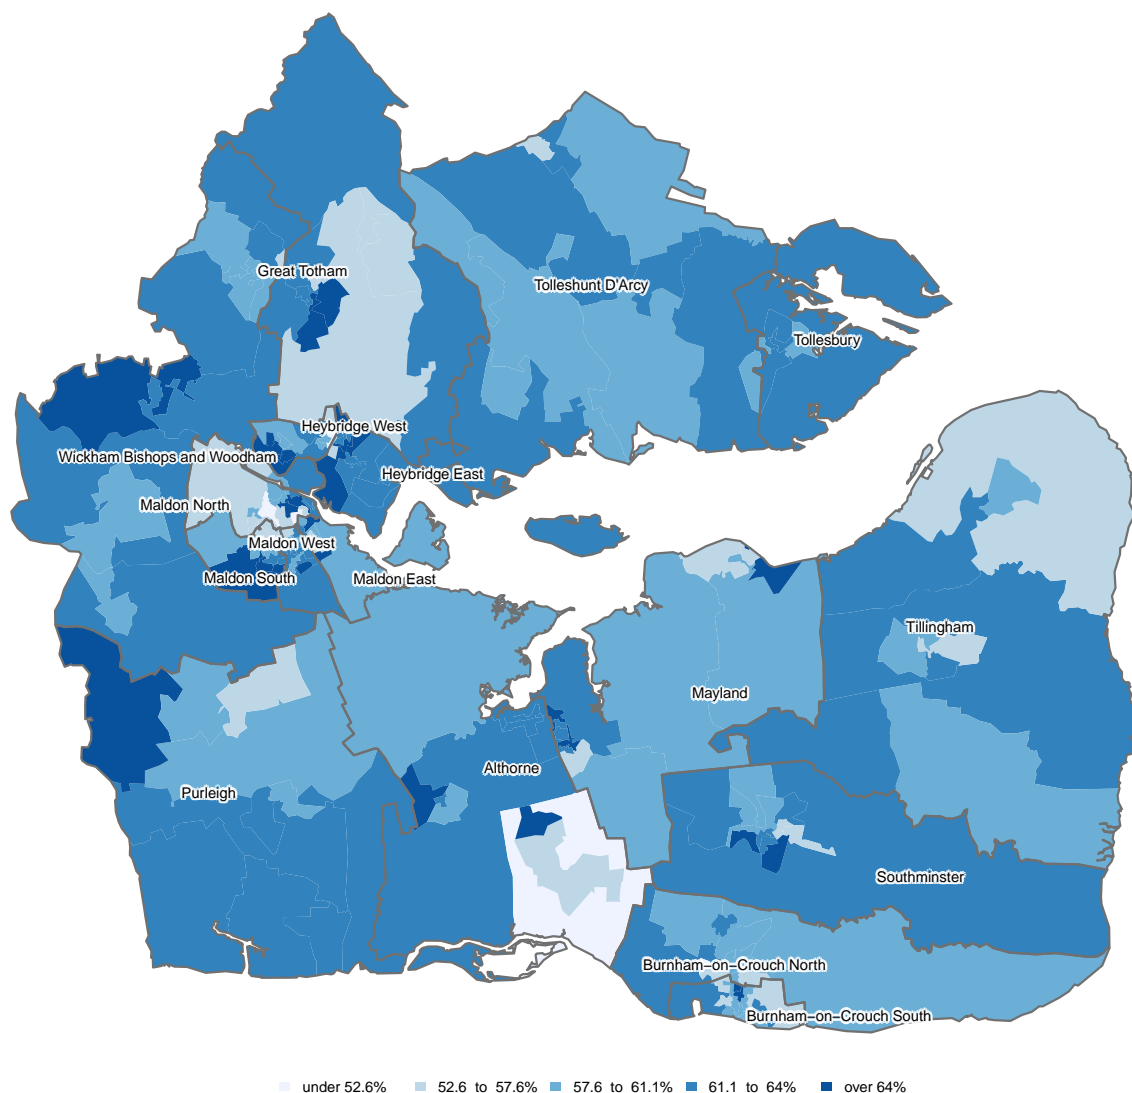 Great Totham
Tolleshunt D'Arcy
Tollesbury
Heybridge West
Wickham Bishops and Woodham
Heybridge East
Maldon North
Maldon West
Maldon South
Maldon East
Tillingham
Mayland
Althorne
Purleigh
Southminster
Burnham−on−Crouch North
Burnham−on−Crouch South
under 52.6% 52.6 to 57.6% 57.6 to 61.1% 61.1 to 64% over 64%